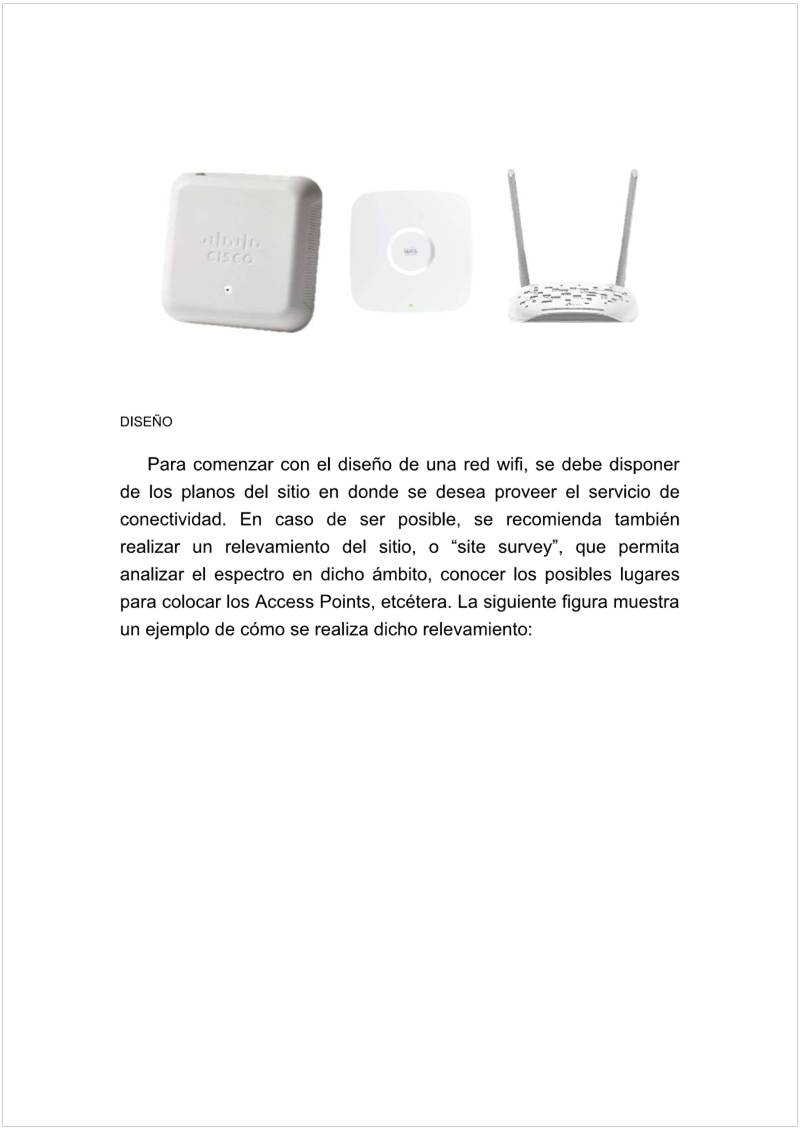 CISCO
DISEÑO
Para comenzar con el diseño de una red wifi, se debe disponer
de los planos del sitio en donde se desea proveer el servicio de
conectividad. En caso de ser posible, se recomienda también
realizar un relevamiento del sitio, o “site survey”, que permita
analizar el espectro en dicho ámbito, conocer los posibles lugares
para colocar los Access Points, etcétera. La siguiente figura muestra
un ejemplo de cómo se realiza dicho relevamiento: